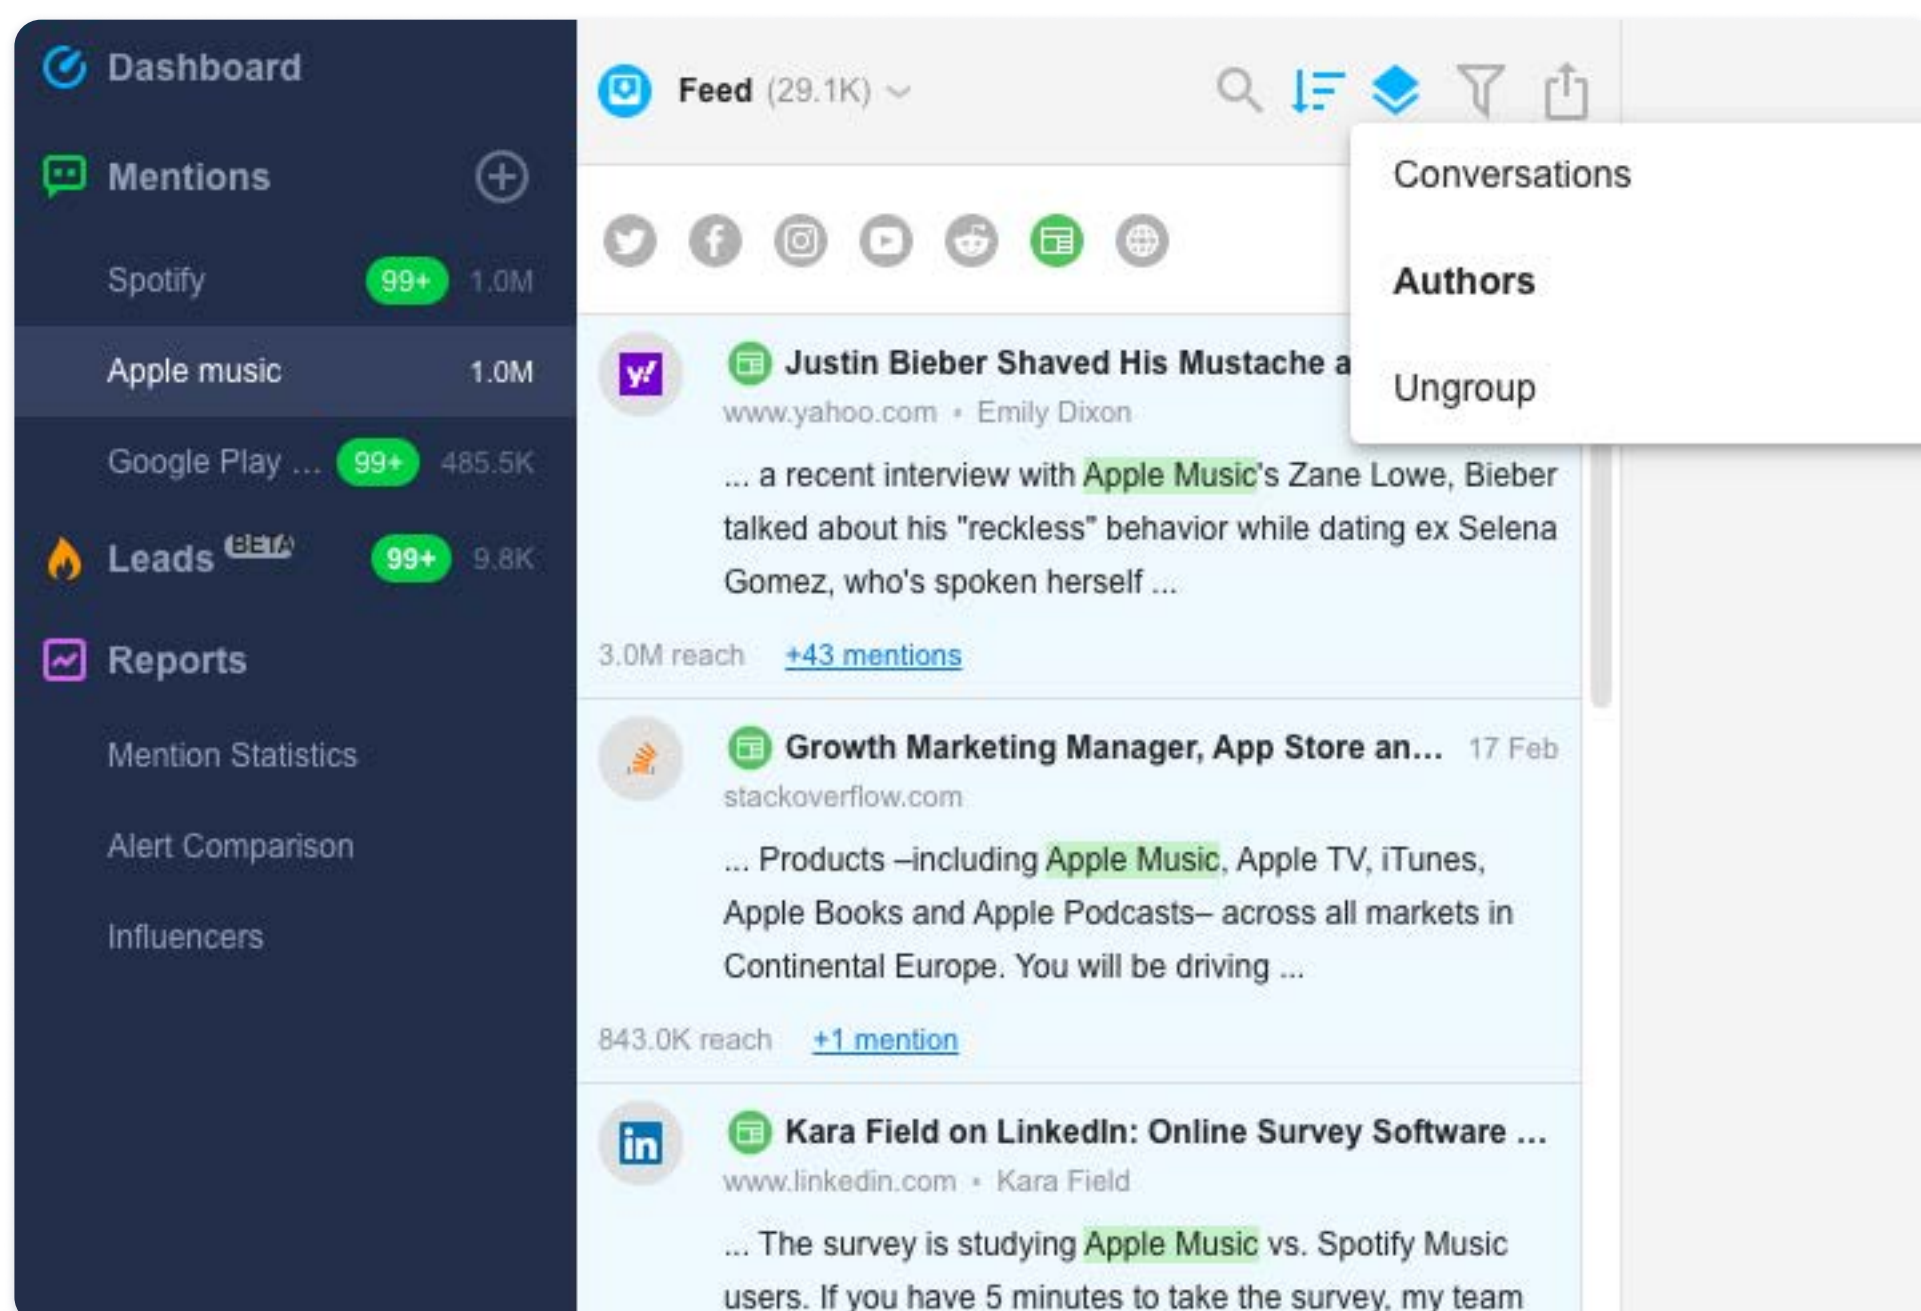 Dashboard
Mentions
Spotify 99+ 1.0M
Apple music 1.0M
Google Play ... 99+ 485.5K
Leads BETA 99+ 9.8K
Reports
Mention Statistics
Alert Comparison
Influencers
Feed (29.1K)
Conversations
Authors
Ungroup
y!
Justin Bieber Shaved His Mustache a
www.yahoo.com • Emily Dixon
... a recent interview with Apple Music's Zane Lowe, Bieber
talked about his "reckless" behavior while dating ex Selena
Gomez, who's spoken herself ...
3.0M reach +43 mentions
Growth Marketing Manager, App Store an... 17 Feb
stackoverflow.com
... Products –including Apple Music, Apple TV, iTunes,
Apple Books and Apple Podcasts– across all markets in
Continental Europe. You will be driving ...
843.0K reach +1 mention
in
Kara Field on LinkedIn: Online Survey Software ...
www.linkedin.com • Kara Field
... The survey is studying Apple Music vs. Spotify Music
users. If you have 5 minutes to take the survey, my team